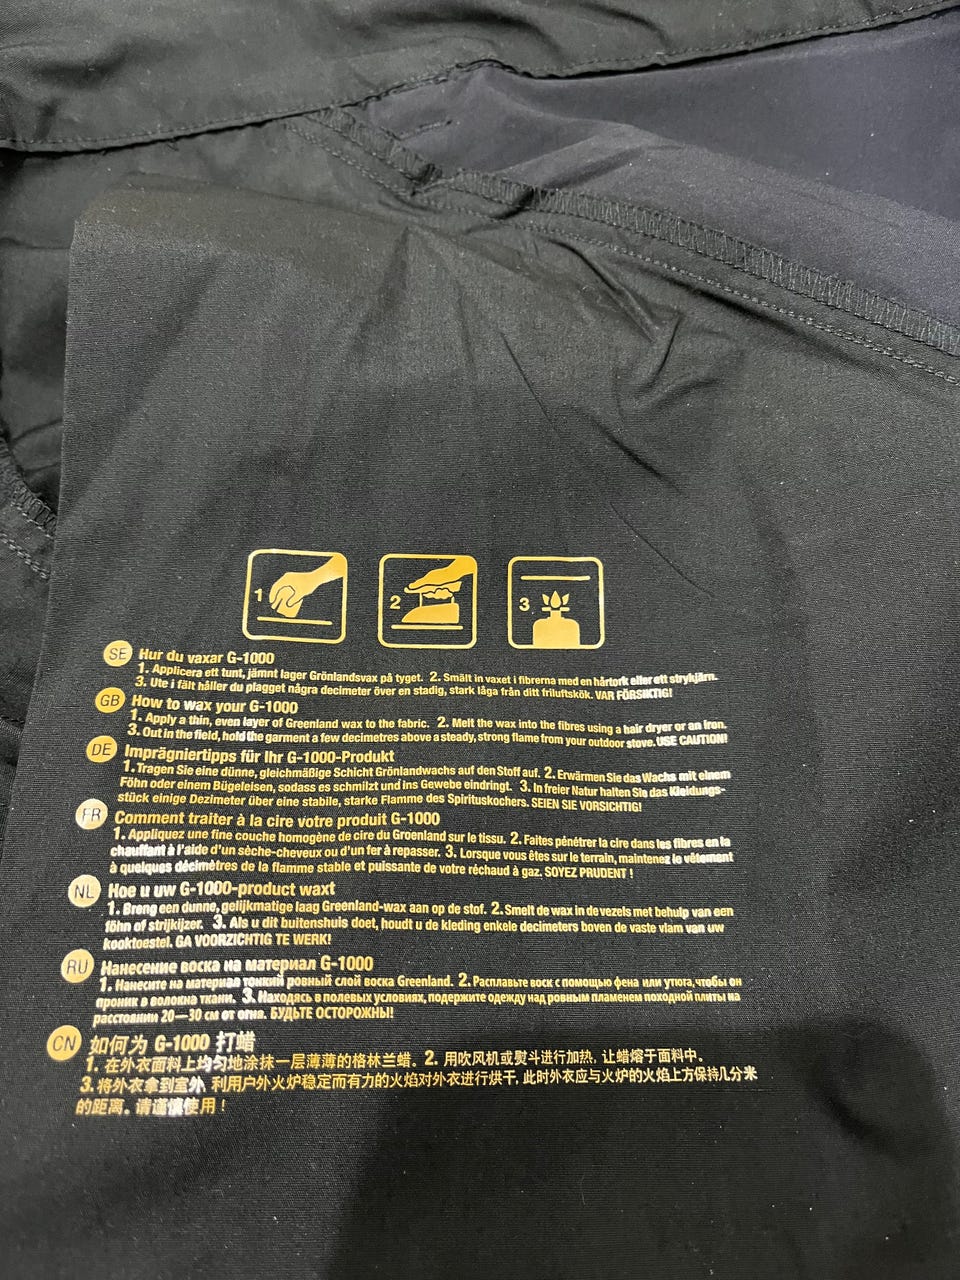 1
2
3
SE Hur du vaxar G-1000
1. Applicera ett tunt, jämnt lager Grönlandsvax på tyget. 2. Smält in vaxet i fibrerna med en hårtork eller ett strykjärn.
3. Ute i fält håller du plagget några decimeter över en stadig, stark låga från ditt friluftskök. VAR FÖRSIKTIG!
GB How to wax your G-1000
1. Apply a thin, even layer of Greenland wax to the fabric. 2. Melt the wax into the fibres using a hair dryer or an iron.
3. Out in the field, hold the garment a few decimetres above a steady, strong flame from your outdoor stove. USE CAUTION!
DE Imprägniertipps für Ihr G-1000-Produkt
1. Tragen Sie eine dünne, gleichmäßige Schicht Grönlandwachs auf den Stoff auf. 2. Erwärmen Sie das Wachs mit einem
Föhn oder einem Bügeleisen, sodass es schmilzt und ins Gewebe eindringt. 3. In freier Natur halten Sie das Kleidungs-
stück einige Dezimeter über eine stabile, starke Flamme des Spirituskochers. SEIEN SIE VORSICHTIG!
FR Comment traiter à la cire votre produit G-1000
1. Appliquez une fine couche homogène de cire du Groenland sur le tissu. 2. Faites pénétrer la cire dans les fibres en la
chauffant à l'aide d'un sèche-cheveux ou d'un fer à repasser. 3. Lorsque vous êtes sur le terrain, maintenez le vêtement
à quelques décimètres de la flamme stable et puissante de votre réchaud à gaz. SOYEZ PRUDENT !
NL Hoe u uw G-1000-product waxt
1. Breng een dunne, gelijkmatige laag Greenland-wax aan op de stof. 2. Smelt de wax in de vezels met behulp van een
föhn of strijkijzer. 3. Als u dit buitenshuis doet, houdt u de kleding enkele decimeters boven de vaste vlam van uw
kooktoestel. GA VOORZICHTIG TE WERK!
RU Нанесение воска на материал G-1000
1. Нанесите на материал тонкий ровный слой воска Greenland. 2. Расплавьте воск с помощью фена или утюга, чтобы он
проник в волокна ткани. 3. Находясь в полевых условиях, подержите одежду над ровным пламенем походной плиты на
расстоянии 20—30 см от огня. БУДЬТЕ ОСТОРОЖНЫ!
CN 如何为 G-1000 打蜡
1. 在外衣面料上均匀地涂抹一层薄薄的格林兰蜡。2. 用吹风机或熨斗进行加热, 让蜡熔于面料中。
3. 将外衣拿到室外, 利用户外火炉稳定而有力的火焰对外衣进行烘干, 此时外衣应与火炉的火焰上方保持几分米
的距离。请谨慎使用！